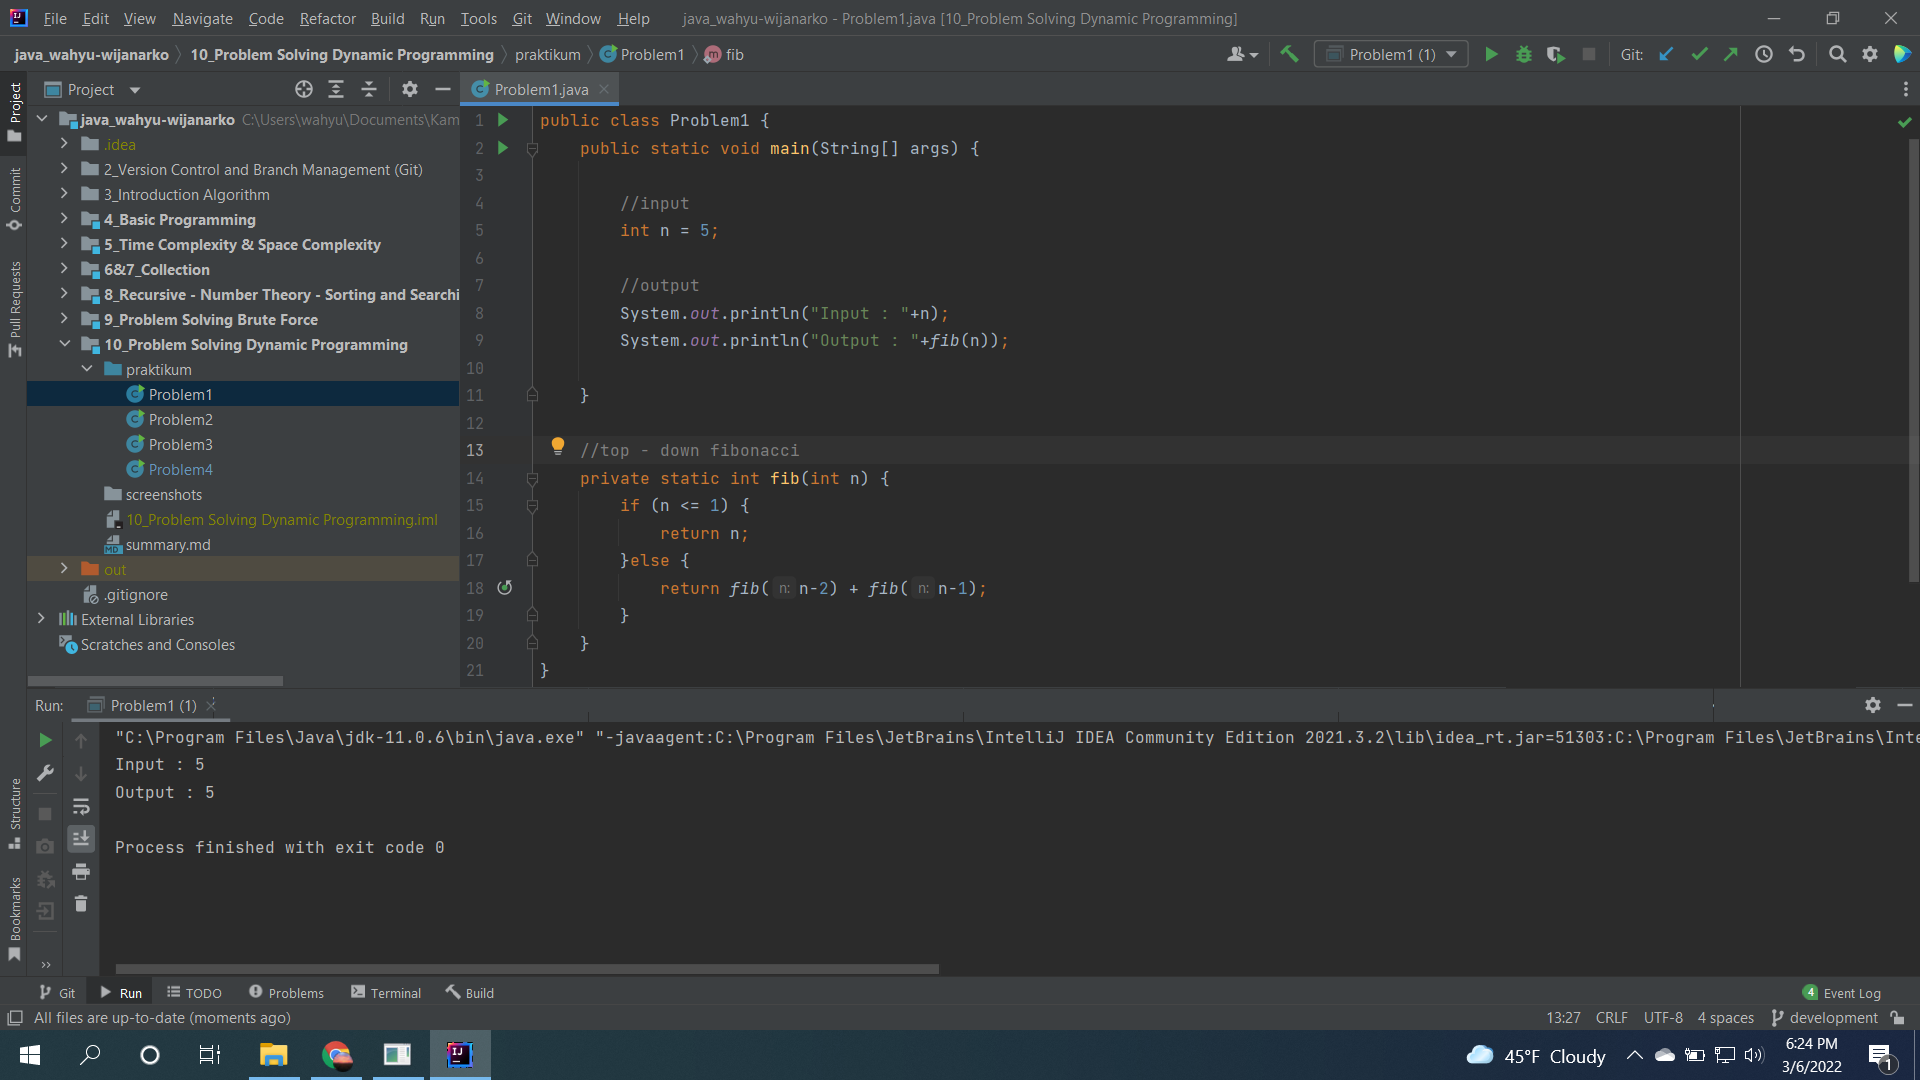 File Edit View Navigate Code Refactor Build Run Tools Git Window Help java_wahyu-wijanarko - Problem1.java [10_Problem Solving Dynamic Programming]
java_wahyu-wijanarko 10_Problem Solving Dynamic Programming praktikum Problem1 fib Problem1 (1) Git:
Project
Problem1.java
java_wahyu-wijanarko C:\Users\wahyu\Documents\Kam
.idea
2_Version Control and Branch Management (Git)
3_Introduction Algorithm
4_Basic Programming
5_Time Complexity & Space Complexity
6&7_Collection
8_Recursive - Number Theory - Sorting and Searchi
9_Problem Solving Brute Force
10_Problem Solving Dynamic Programming
praktikum
Problem1
Problem2
Problem3
Problem4
screenshots
10_Problem Solving Dynamic Programming.iml
summary.md
out
.gitignore
External Libraries
Scratches and Consoles
Project
Commit
Pull Requests
Structure
Bookmarks
1 public class Problem1 {
2 public static void main(String[] args) {
3
4 //input
5 int n = 5;
6
7 //output
8 System.out.println("Input : "+n);
9 System.out.println("Output : "+fib(n));
10
11 }
12
13 //top - down fibonacci
14 private static int fib(int n) {
15 if (n <= 1) {
16 return n;
17 }else {
18 return fib( n: n-2) + fib( n: n-1);
19 }
20 }
21 }
Run: Problem1 (1)
"C:\Program Files\Java\jdk-11.0.6\bin\java.exe" "-javaagent:C:\Program Files\JetBrains\IntelliJ IDEA Community Edition 2021.3.2\lib\idea_rt.jar=51303:C:\Program Files\JetBrains\Inte
Input : 5
Output : 5
Process finished with exit code 0
Git Run TODO Problems Terminal Build 4 Event Log
All files are up-to-date (moments ago) 13:27 CRLF UTF-8 4 spaces development
45°F Cloudy
6:24 PM
3/6/2022
1